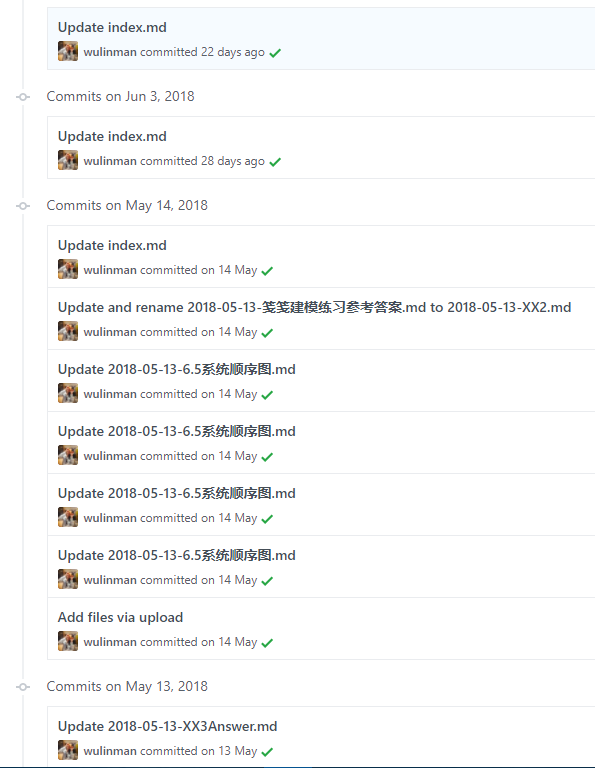 Update index.md
wulinman committed 22 days ago
Commits on Jun 3, 2018
Update index.md
wulinman committed 28 days ago
Commits on May 14, 2018
Update index.md
wulinman committed on 14 May
Update and rename 2018-05-13-笺笺建模练习参考答案.md to 2018-05-13-XX2.md
wulinman committed on 14 May
Update 2018-05-13-6.5系统顺序图.md
wulinman committed on 14 May
Update 2018-05-13-6.5系统顺序图.md
wulinman committed on 14 May
Update 2018-05-13-6.5系统顺序图.md
wulinman committed on 14 May
Update 2018-05-13-6.5系统顺序图.md
wulinman committed on 14 May
Add files via upload
wulinman committed on 14 May
Commits on May 13, 2018
Update 2018-05-13-XX3Answer.md
wulinman committed on 13 May